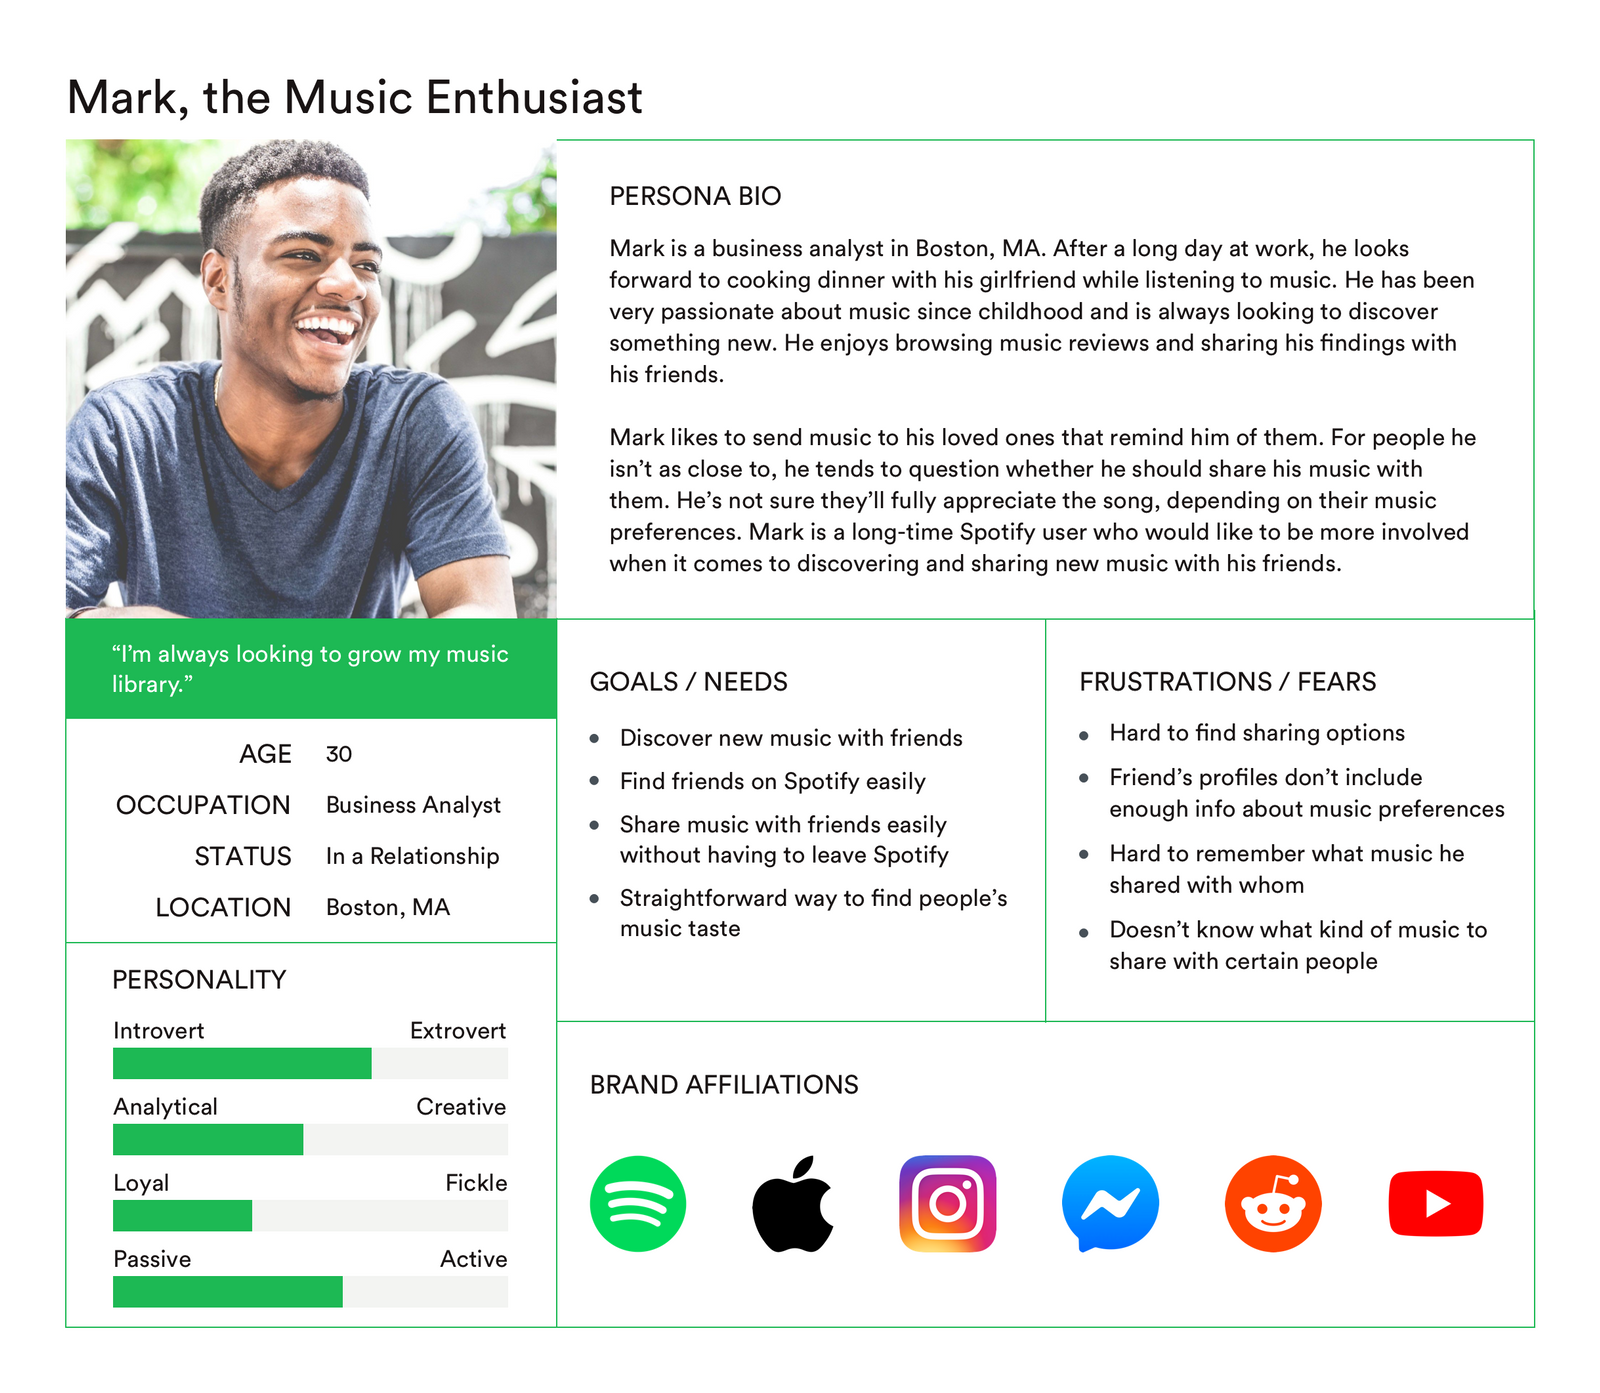 Mark, the Music Enthusiast
PERSONA BIO
Mark is a business analyst in Boston, MA. After a long day at work, he looks
forward to cooking dinner with his girlfriend while listening to music. He has been
very passionate about music since childhood and is always looking to discover
something new. He enjoys browsing music reviews and sharing his findings with
his friends.
Mark likes to send music to his loved ones that remind him of them. For people he
isn’t as close to, he tends to question whether he should share his music with
them. He’s not sure they’ll fully appreciate the song, depending on their music
preferences. Mark is a long-time Spotify user who would like to be more involved
when it comes to discovering and sharing new music with his friends.
“I’m always looking to grow my music
library.”
AGE 30
OCCUPATION Business Analyst
STATUS In a Relationship
LOCATION Boston, MA
PERSONALITY
Introvert Extrovert
Analytical Creative
Loyal Fickle
Passive Active
GOALS / NEEDS
• Discover new music with friends
• Find friends on Spotify easily
• Share music with friends easily
without having to leave Spotify
• Straightforward way to find people’s
music taste
FRUSTRATIONS / FEARS
• Hard to find sharing options
• Friend’s profiles don’t include
enough info about music preferences
• Hard to remember what music he
shared with whom
• Doesn’t know what kind of music to
share with certain people
BRAND AFFILIATIONS